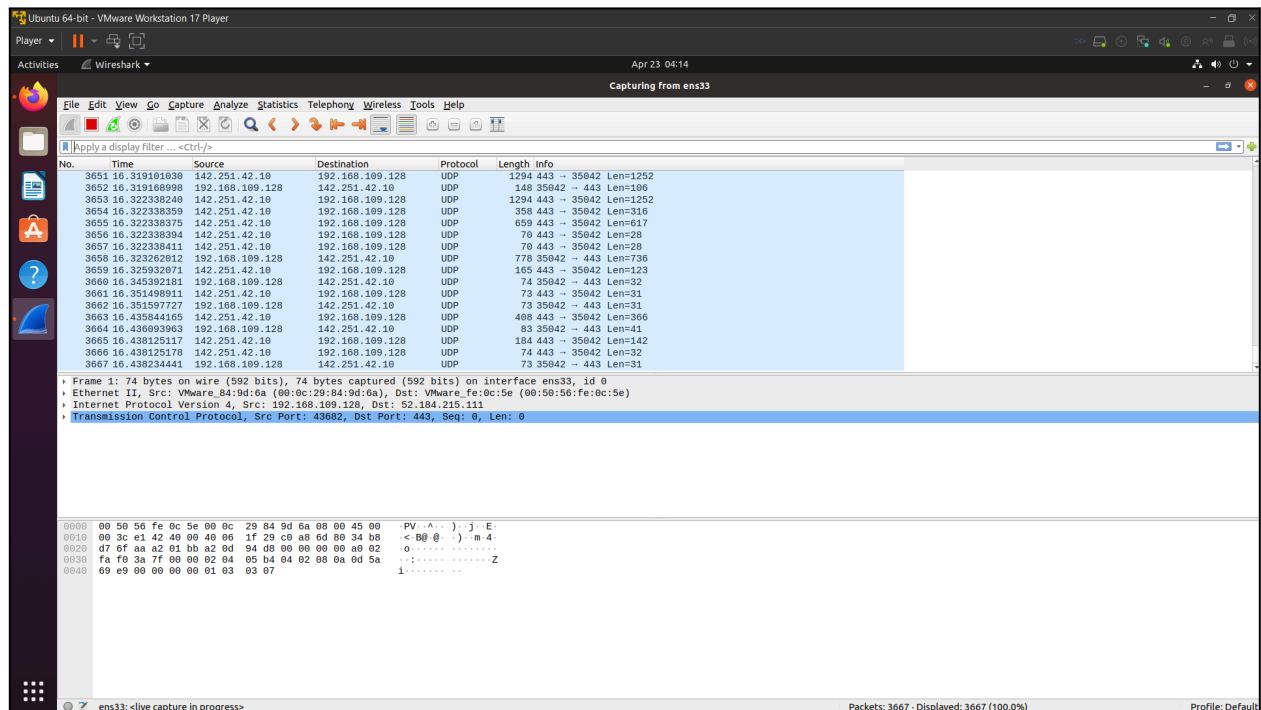 Ubuntu 64-bit - VMware Workstation 17 Player
Player
Activities Wireshark Apr 23 04:14
Capturing from ens33
File Edit View Go Capture Analyze Statistics Telephony Wireless Tools Help
Apply a display filter ... <Ctrl-/>
No. Time Source Destination Protocol Length Info
3651 16.319101030 142.251.42.10 192.168.109.128 UDP 1294 443 → 35042 Len=1252
3652 16.319168998 192.168.109.128 142.251.42.10 UDP 148 35042 → 443 Len=106
3653 16.322338240 142.251.42.10 192.168.109.128 UDP 1294 443 → 35042 Len=1252
3654 16.322338359 142.251.42.10 192.168.109.128 UDP 358 443 → 35042 Len=316
3655 16.322338375 142.251.42.10 192.168.109.128 UDP 659 443 → 35042 Len=617
3656 16.322338394 142.251.42.10 192.168.109.128 UDP 70 443 → 35042 Len=28
3657 16.322338411 142.251.42.10 192.168.109.128 UDP 70 443 → 35042 Len=28
3658 16.323262012 192.168.109.128 142.251.42.10 UDP 778 35042 → 443 Len=736
3659 16.325932071 142.251.42.10 192.168.109.128 UDP 165 443 → 35042 Len=123
3660 16.345392181 192.168.109.128 142.251.42.10 UDP 74 35042 → 443 Len=32
3661 16.351498911 142.251.42.10 192.168.109.128 UDP 73 443 → 35042 Len=31
3662 16.351597727 192.168.109.128 142.251.42.10 UDP 73 35042 → 443 Len=31
3663 16.435844165 142.251.42.10 192.168.109.128 UDP 408 443 → 35042 Len=366
3664 16.436093963 192.168.109.128 142.251.42.10 UDP 83 35042 → 443 Len=41
3665 16.438125117 142.251.42.10 192.168.109.128 UDP 184 443 → 35042 Len=142
3666 16.438125178 142.251.42.10 192.168.109.128 UDP 74 443 → 35042 Len=32
3667 16.438234441 192.168.109.128 142.251.42.10 UDP 73 35042 → 443 Len=31
Frame 1: 74 bytes on wire (592 bits), 74 bytes captured (592 bits) on interface ens33, id 0
Ethernet II, Src: VMware_84:9d:6a (00:0c:29:84:9d:6a), Dst: VMware_fe:0c:5e (00:50:56:fe:0c:5e)
Internet Protocol Version 4, Src: 192.168.109.128, Dst: 52.184.215.111
Transmission Control Protocol, Src Port: 43682, Dst Port: 443, Seq: 0, Len: 0
0000 00 50 56 fe 0c 5e 00 0c 29 84 9d 6a 08 00 45 00 ·PV··^·· )··j··E·
0010 00 3c e1 42 40 00 40 06 1f 29 c0 a8 6d 80 34 b8 ·<·B@·@· ·)··m·4·
0020 d7 6f aa a2 01 bb a2 0d 94 d8 00 00 00 00 a0 02 ·o······ ········
0030 fa f0 3a 7f 00 00 02 04 05 b4 04 02 08 0a 0d 5a ··:····· ·······Z
0040 69 e9 00 00 00 00 01 03 03 07 i······· ··
ens33: <live capture in progress> Packets: 3667 · Displayed: 3667 (100.0%) Profile: Default